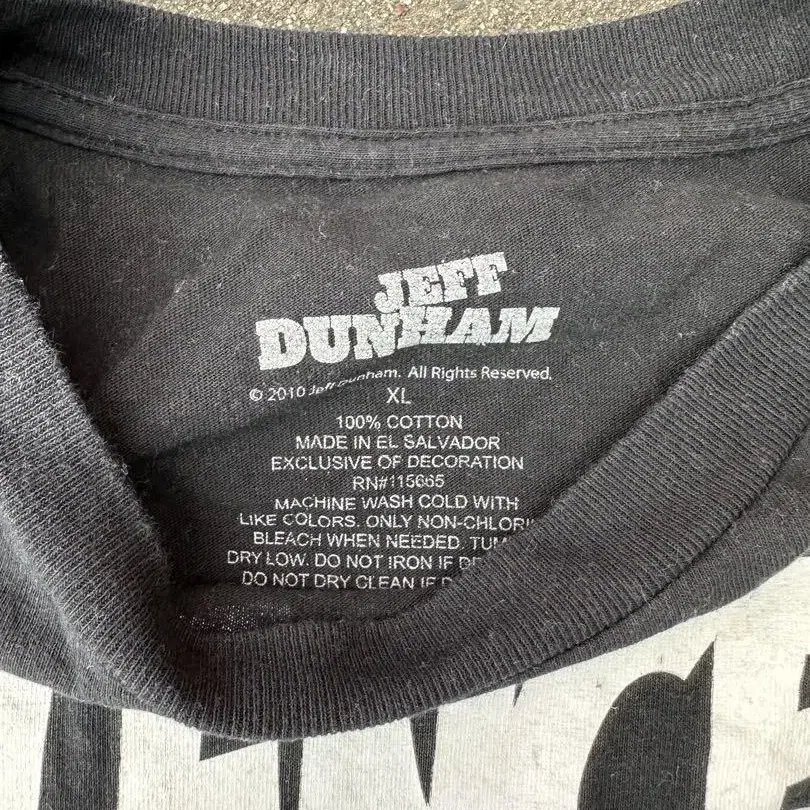 JEFF
DUNHAM
© 2010 Jeff Dunham. All Rights Reserved.
XL
100% COTTON
MADE IN EL SALVADOR
EXCLUSIVE OF DECORATION
RN#115665
MACHINE WASH COLD WITH
LIKE COLORS. ONLY NON-CHLORI
BLEACH WHEN NEEDED. TUM
DRY LOW. DO NOT IRON IF DE
DO NOT DRY CLEAN IF D